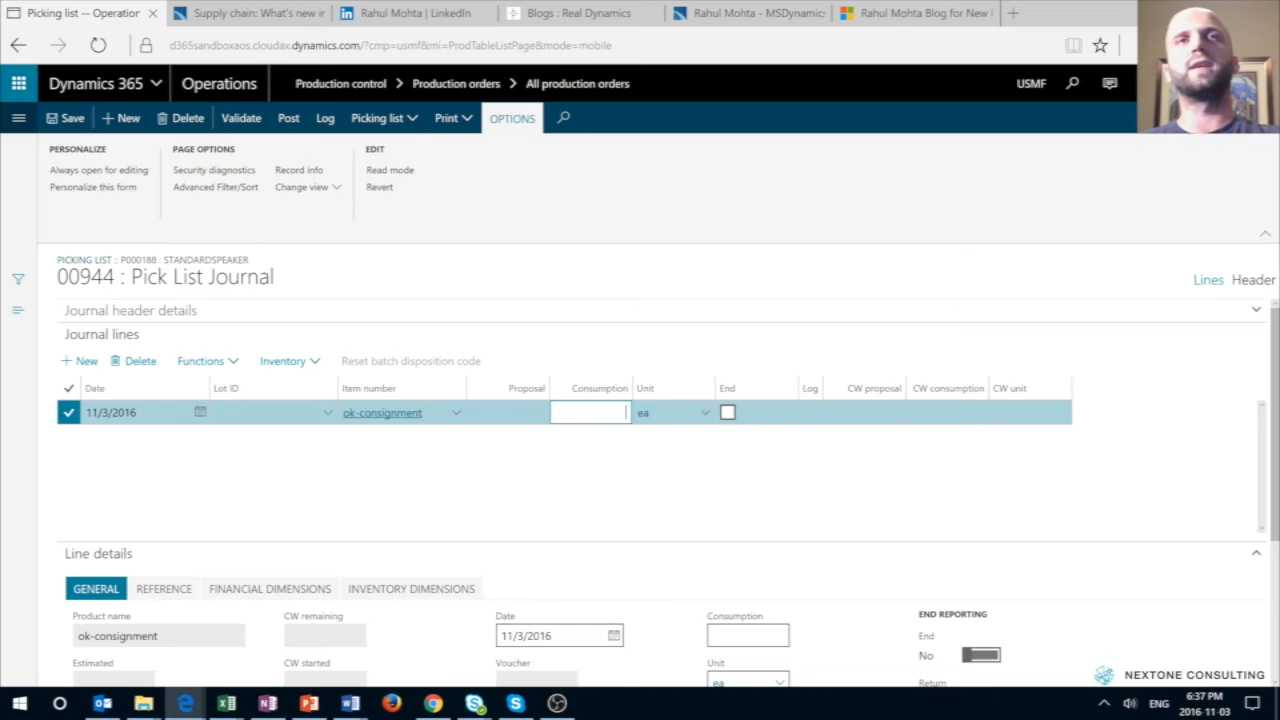 Picking list -- Operation
Supply chain: What's new in
Rahul Mohta | LinkedIn
Blogs : Real Dynamics
Rahul Mohta - MSDynamics
Rahul Mohta Blog for New
d365sandboxaos.cloudax.dynamics.com/?cmp=usmf&mi=ProdTableListPage&mode=mobile
Dynamics 365 Operations Production control > Production orders > All production orders USMF
Save New Delete Validate Post Log Picking list Print OPTIONS
PERSONALIZE PAGE OPTIONS EDIT
Always open for editing Security diagnostics Record info Read mode
Personalize this form Advanced Filter/Sort Change view Revert
PICKING LIST :: P000188 : STANDARDSPEAKER
00944 : Pick List Journal
Lines Header
Journal header details
Journal lines
New Delete Functions Inventory Reset batch disposition code
Date Lot ID Item number Proposal Consumption Unit End Log CW proposal CW consumption CW unit
11/3/2016 ok-consignment ea
Line details
GENERAL REFERENCE FINANCIAL DIMENSIONS INVENTORY DIMENSIONS
Product name CW remaining Date Consumption END REPORTING
ok-consignment 11/3/2016 End
No
Estimated CW started Voucher Unit Return
ea
NEXTONE CONSULTING
ENG 6:37 PM
2016-11-03